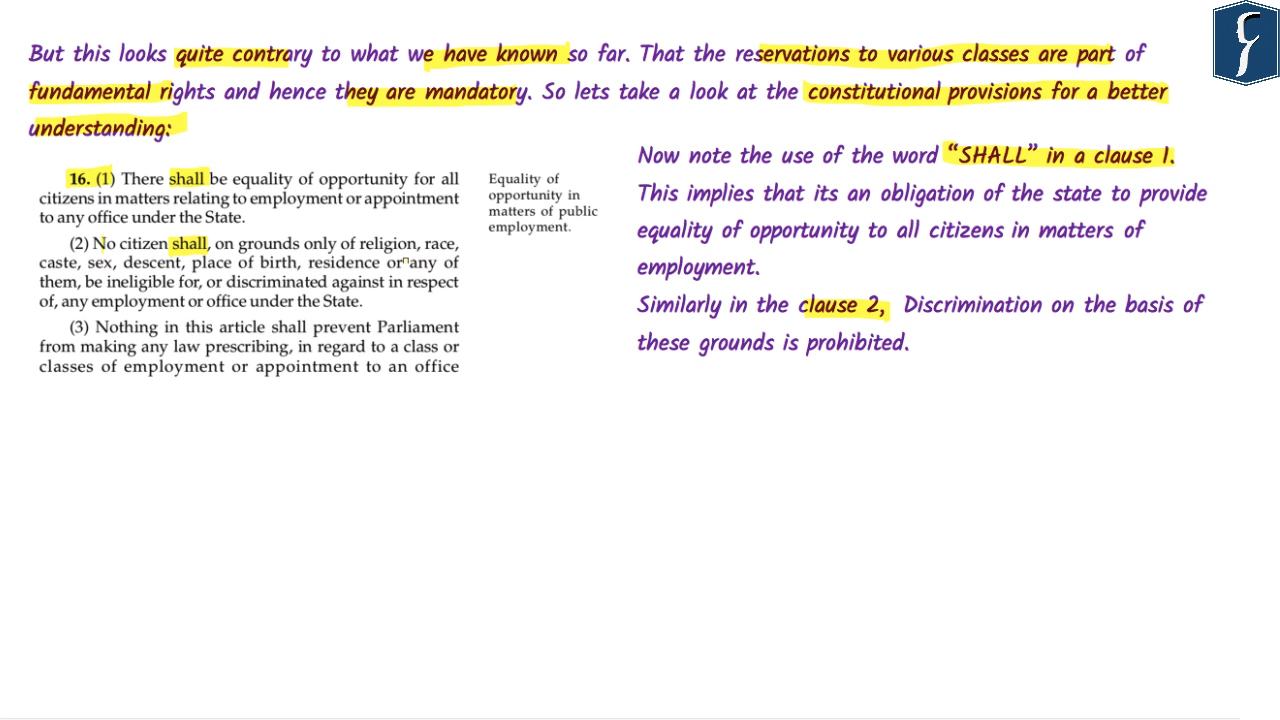 But this looks quite contrary to what we have known so far. That the reservations to various classes are part of
fundamental rights and hence they are mandatory. So lets take a look at the constitutional provisions for a better
understanding:
16. (1) There shall be equality of opportunity for all
citizens in matters relating to employment or appointment
to any office under the State.
(2) No citizen shall, on grounds only of religion, race,
caste, sex, descent, place of birth, residence or any of
them, be ineligible for, or discriminated against in respect
of, any employment or office under the State.
(3) Nothing in this article shall prevent Parliament
from making any law prescribing, in regard to a class or
classes of employment or appointment to an office
Equality of
opportunity in
matters of public
employment.
Now note the use of the word “SHALL” in a clause 1.
This implies that its an obligation of the state to provide
equality of opportunity to all citizens in matters of
employment.
Similarly in the clause 2, Discrimination on the basis of
these grounds is prohibited.